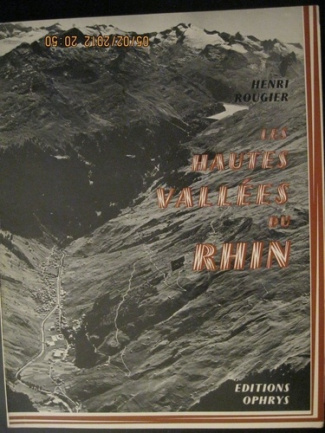 HENRI
ROUGIER
LES
HAUTES
VALLÉES
DU
RHIN
EDITIONS
OPHRYS
05/02/2012 20 50